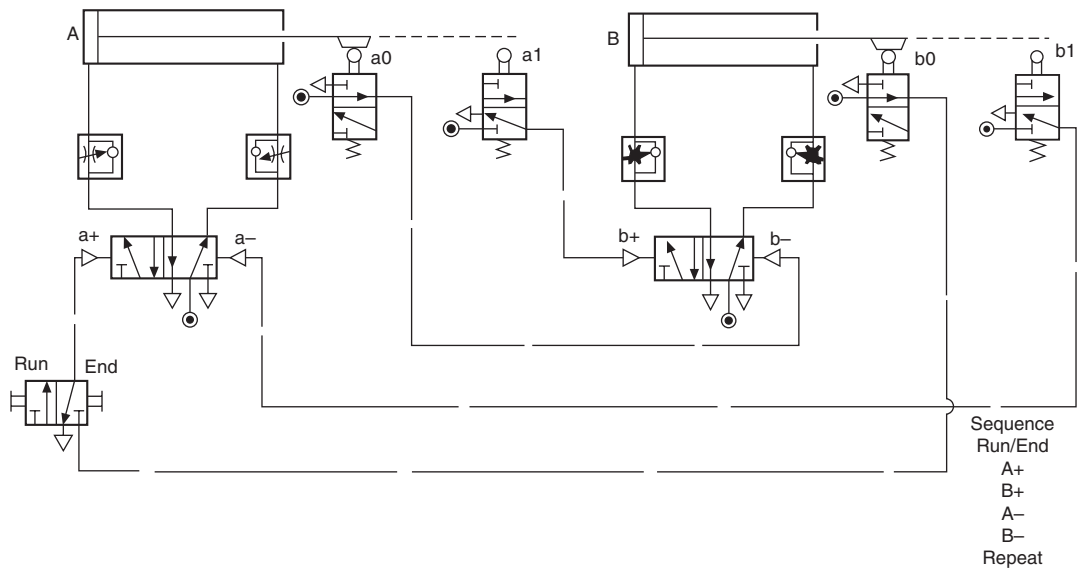 A
a0
a1
B
b0
b1
a+
a–
b+
b–
Run
End
Sequence
Run/End
A+
B+
A–
B–
Repeat